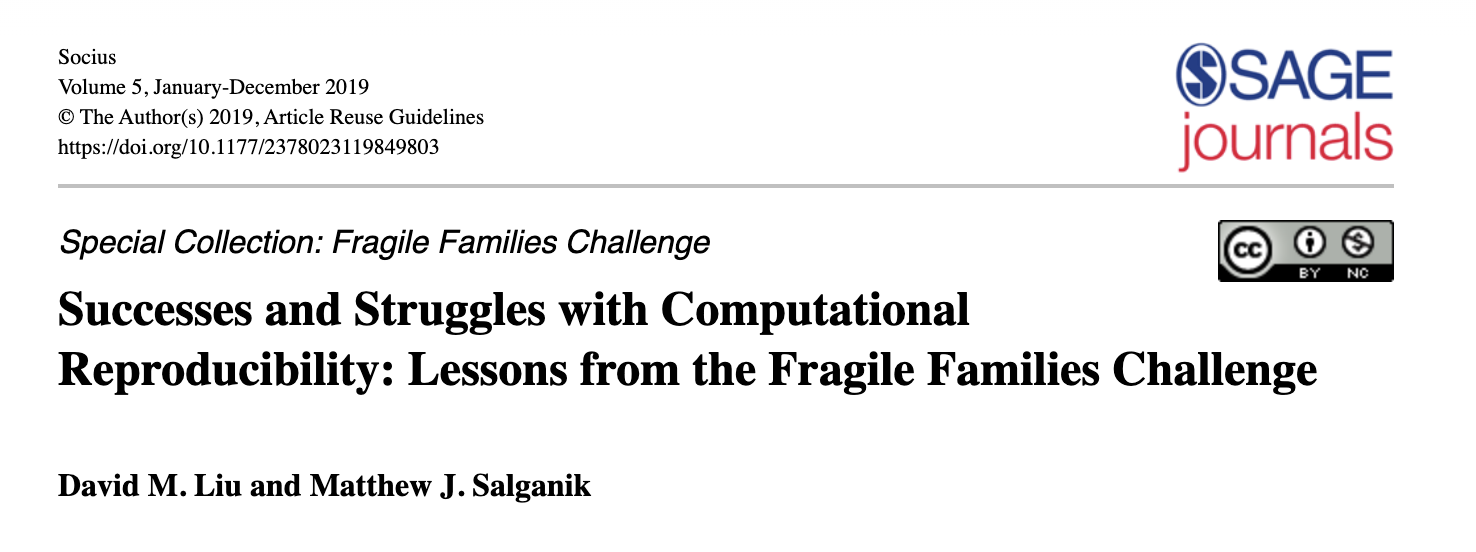 Socius
Volume 5, January-December 2019
© The Author(s) 2019, Article Reuse Guidelines
https://doi.org/10.1177/2378023119849803
SAGE
journals
Special Collection: Fragile Families Challenge
cc
BY NC
Successes and Struggles with Computational
Reproducibility: Lessons from the Fragile Families Challenge
David M. Liu and Matthew J. Salganik